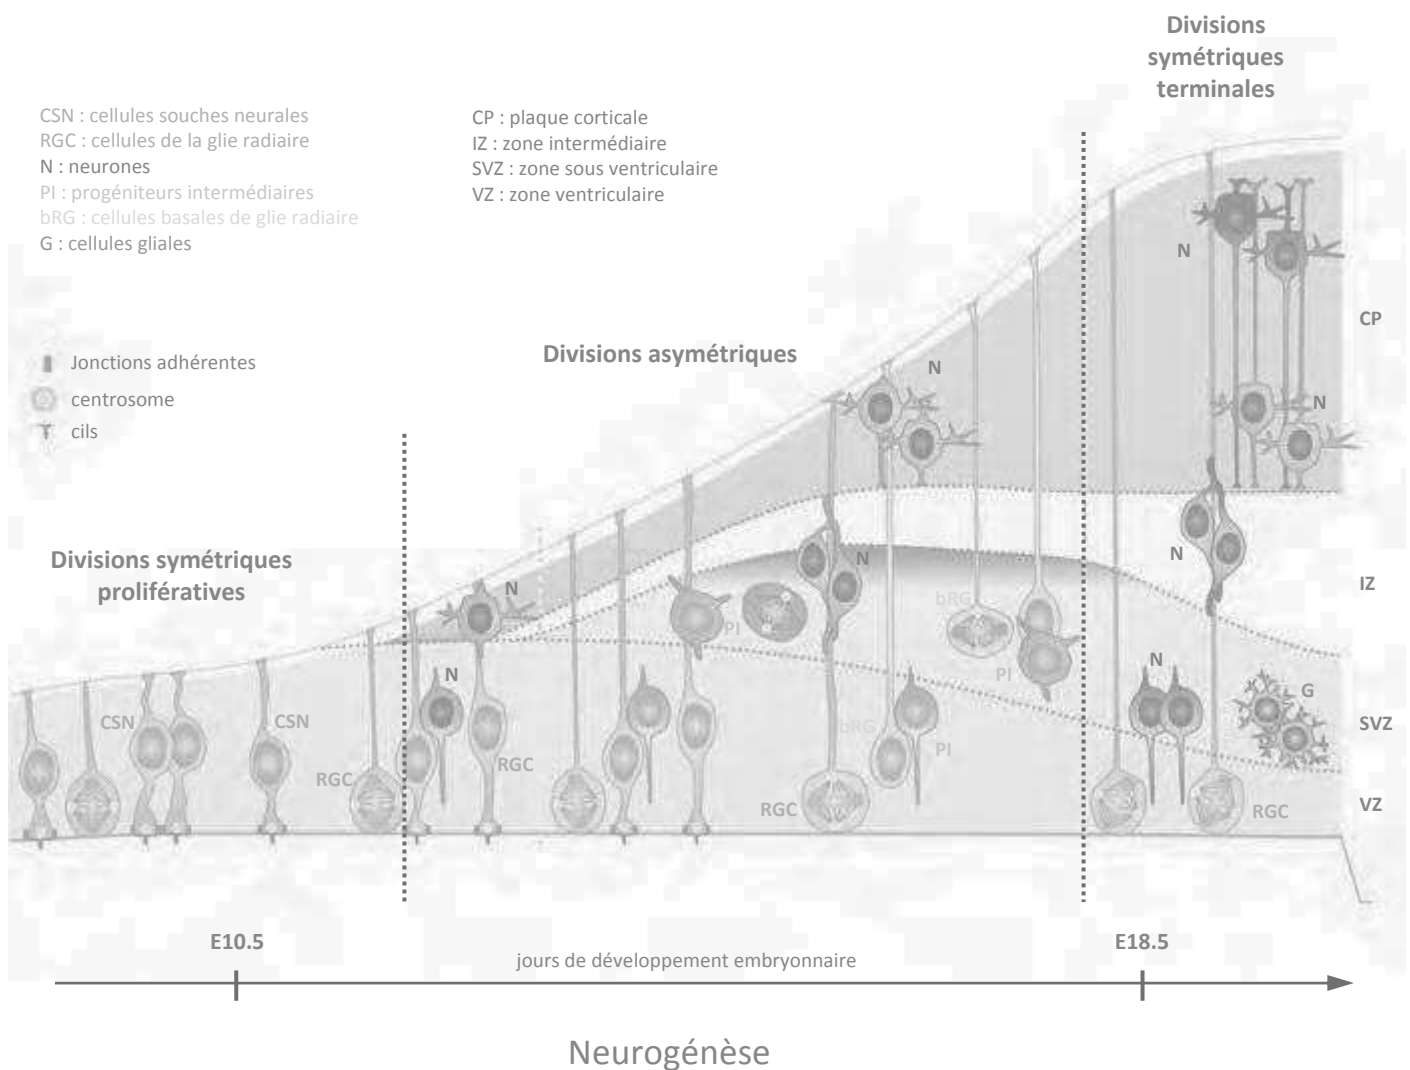 Divisions
symétriques
terminales
CSN : cellules souches neurales
RGC : cellules de la glie radiaire
N : neurones
PI : progéniteurs intermédiaires
bRG : cellules basales de glie radiaire
G : cellules gliales
CP : plaque corticale
IZ : zone intermédiaire
SVZ : zone sous ventriculaire
VZ : zone ventriculaire
Jonctions adhérentes
centrosome
cils
Divisions asymétriques
Divisions symétriques
prolifératives
N
CP
N
N
N
N
N
IZ
bRG
PI
N
PI
N
G
CSN
CSN
bRG
SVZ
PI
RGC
RGC
RGC
RGC
VZ
E10.5
E18.5
jours de développement embryonnaire
Neurogénèse